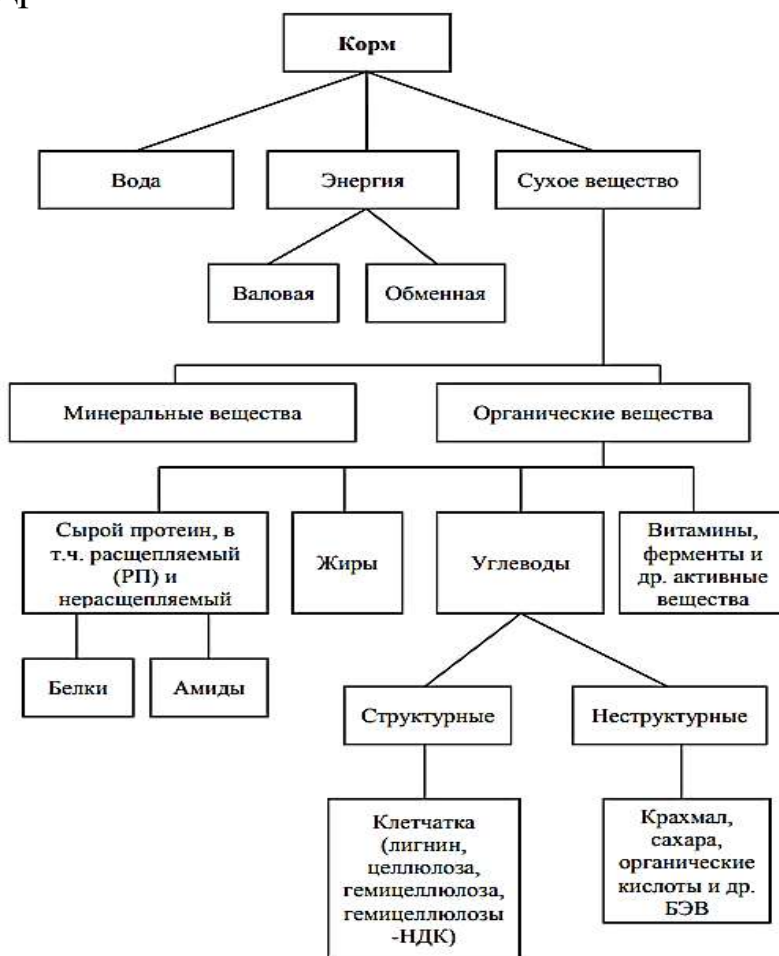 Корм
Вода
Энергия
Сухое вещество
Валовая
Обменная
Минеральные вещества
Органические вещества
Сырой протеин, в
т.ч. расщепляемый
(РП) и
нерасщепляемый
Жиры
Углеводы
Витамины,
ферменты и
др. активные
вещества
Белки
Амиды
Структурные
Неструктурные
Клетчатка
(лигнин,
целлюлоза,
гемицеллюлоза,
гемицеллюлозы
-НДК)
Крахмал,
сахара,
органические
кислоты и др.
БЭВ